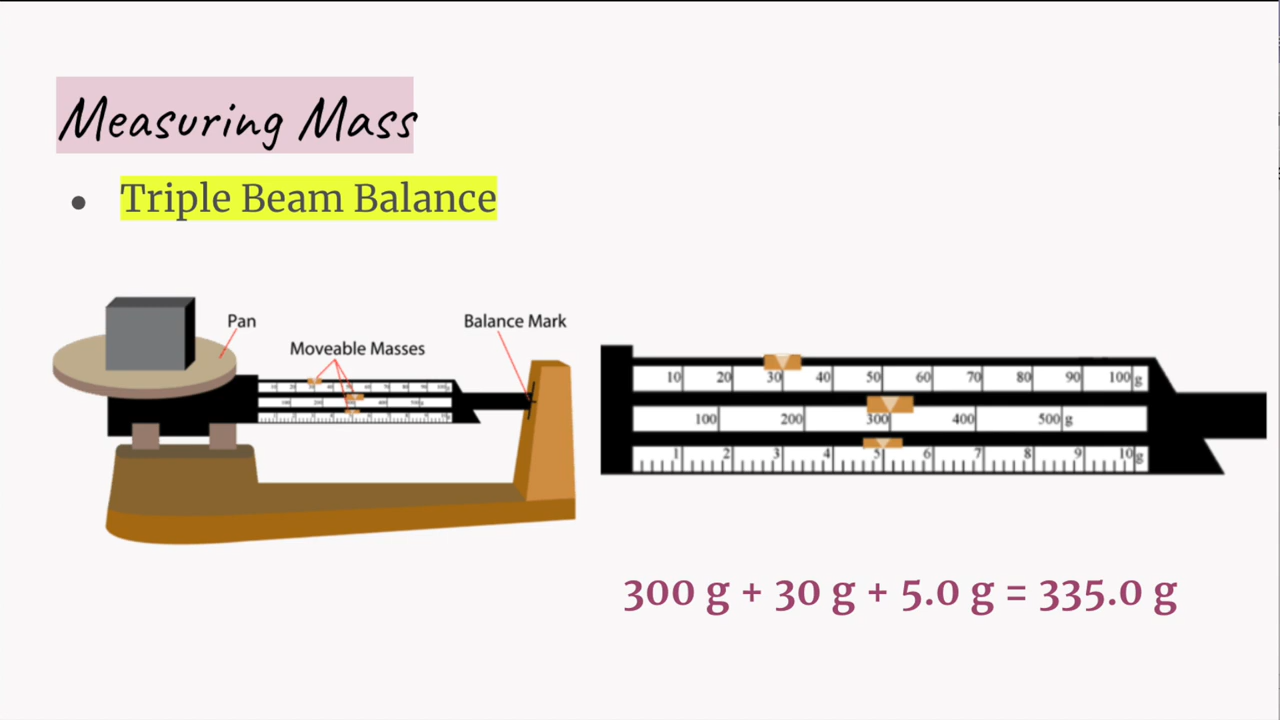 Measuring Mass
● Triple Beam Balance
Pan
Balance Mark
Moveable Masses
10 20 30 40 50 60 70 80 90 100 g
100 200 300 400 500 g
1 2 3 4 5 6 7 8 9 10 g
300 g + 30 g + 5.0 g = 335.0 g